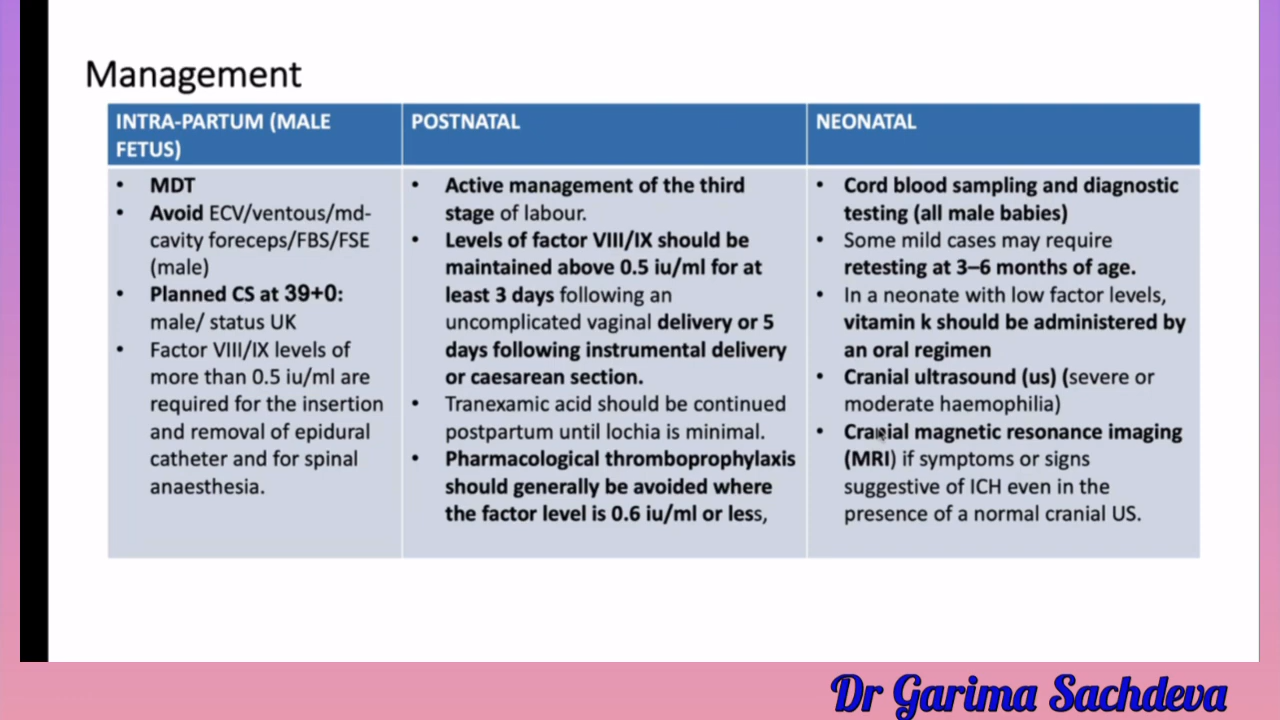 Management
INTRA-PARTUM (MALE
FETUS)
POSTNATAL
NEONATAL
• MDT
• Avoid ECV/ventous/md-
cavity foreceps/FBS/FSE
(male)
• Planned CS at 39+0:
male/ status UK
• Factor VIII/IX levels of
more than 0.5 iu/ml are
required for the insertion
and removal of epidural
catheter and for spinal
anaesthesia.
• Active management of the third
stage of labour.
• Levels of factor VIII/IX should be
maintained above 0.5 iu/ml for at
least 3 days following an
uncomplicated vaginal delivery or 5
days following instrumental delivery
or caesarean section.
• Tranexamic acid should be continued
postpartum until lochia is minimal.
• Pharmacological thromboprophylaxis
should generally be avoided where
the factor level is 0.6 iu/ml or less,
• Cord blood sampling and diagnostic
testing (all male babies)
• Some mild cases may require
retesting at 3–6 months of age.
• In a neonate with low factor levels,
vitamin k should be administered by
an oral regimen
• Cranial ultrasound (us) (severe or
moderate haemophilia)
• Cranial magnetic resonance imaging
(MRI) if symptoms or signs
suggestive of ICH even in the
presence of a normal cranial US.
Dr Garima Sachdeva